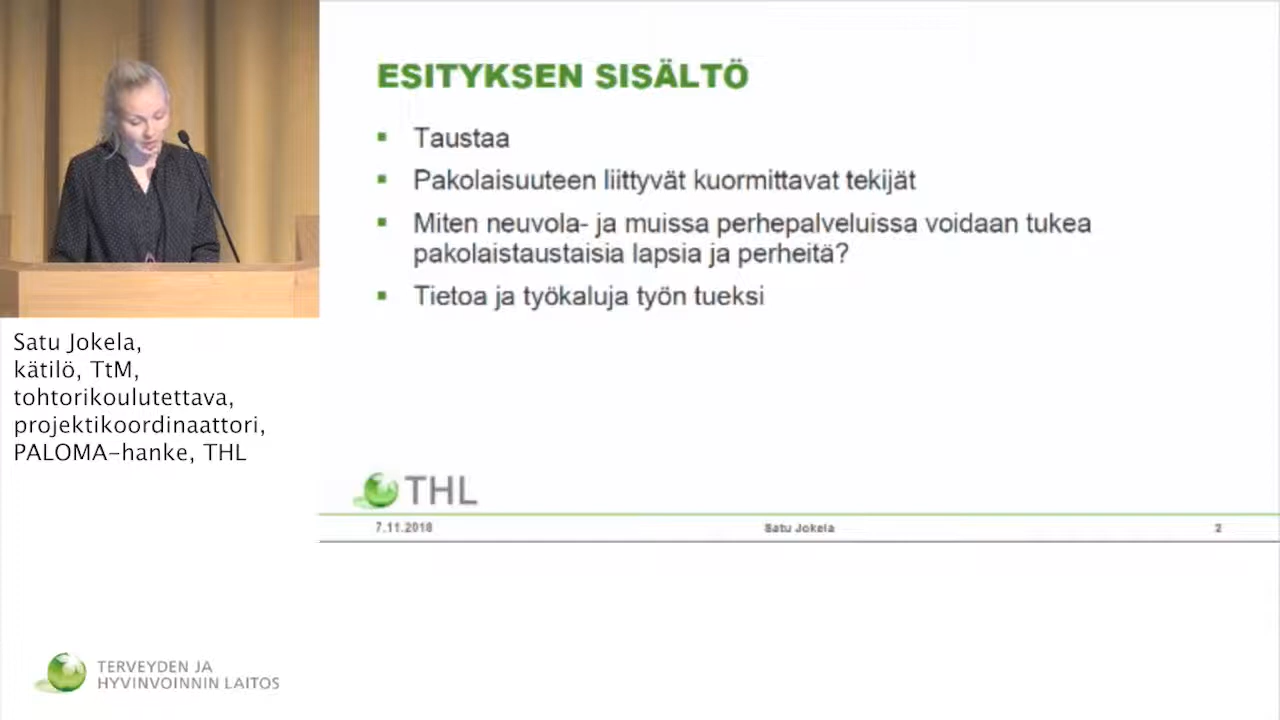 ESITYKSEN SISÄLTÖ
Taustaa
Pakolaisuuteen liittyvät kuormittavat tekijät
Miten neuvola- ja muissa perhepalveluissa voidaan tukea
pakolaistaustaisia lapsia ja perheitä?
Tietoa ja työkaluja työn tueksi
THL
7.11.2018
Satu Jokela
2
Satu Jokela,
kätilö, TtM,
tohtorikoulutettava,
projektikoordinaattori,
PALOMA-hanke, THL
TERVEYDEN JA
HYVINVOINNIN LAITOS